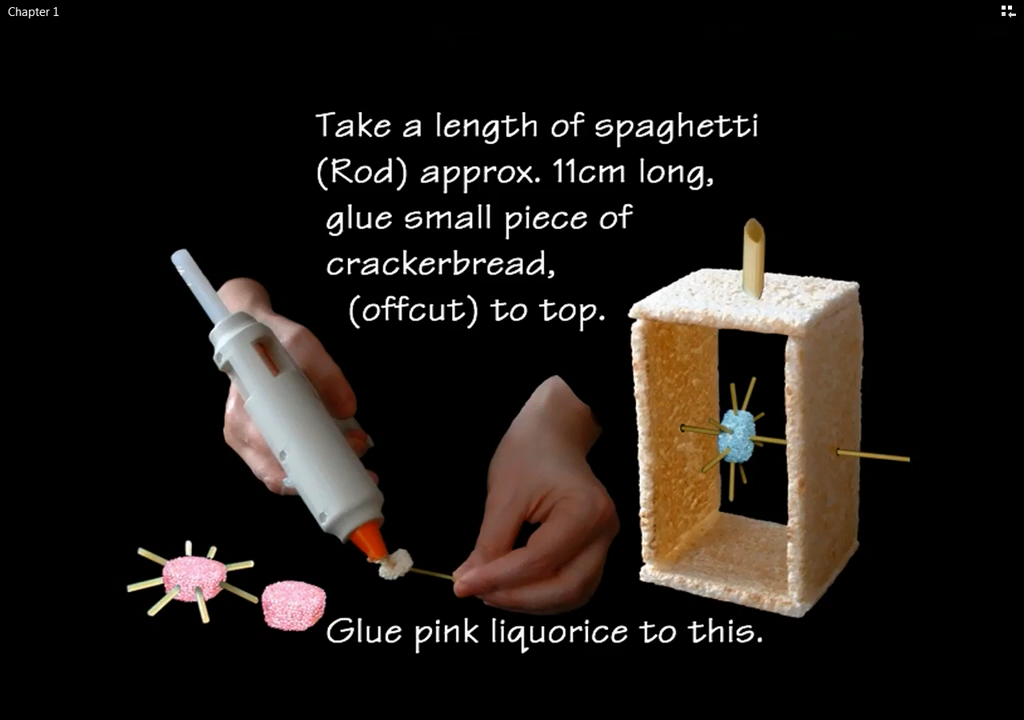 Chapter 1
Take a length of spaghetti
(Rod) approx. 11cm long,
glue small piece of
crackerbread,
(offcut) to top.
Glue pink liquorice to this.